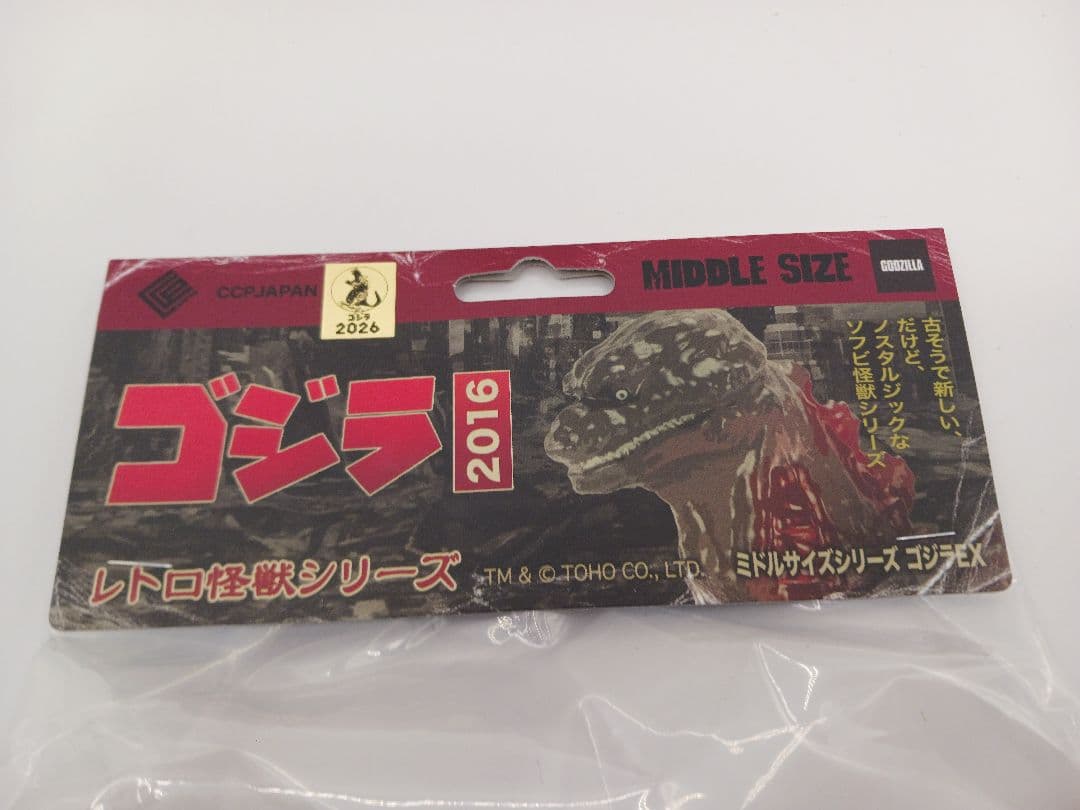 CCPJAPAN
ゴジラ
2026
MIDDLE SIZE
GODZILLA
古そうで新しい、
だけど、
ノスタルジックな
ソフビ怪獣シリーズ
ゴジラ
2016
レトロ怪獣シリーズ
TM & © TOHO CO., LTD.
ミドルサイズシリーズ ゴジラEX